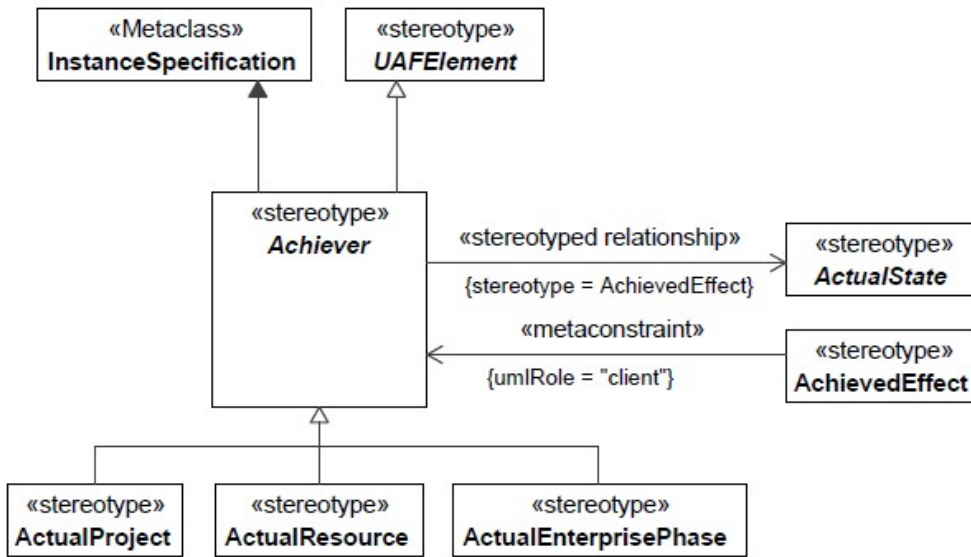 «Metaclass»
InstanceSpecification
«stereotype»
UAFElement
«stereotype»
Achiever
«stereotyped relationship»
{stereotype = AchievedEffect}
«stereotype»
ActualState
«metaconstraint»
{umlRole = "client"}
«stereotype»
AchievedEffect
«stereotype»
ActualProject
«stereotype»
ActualResource
«stereotype»
ActualEnterprisePhase